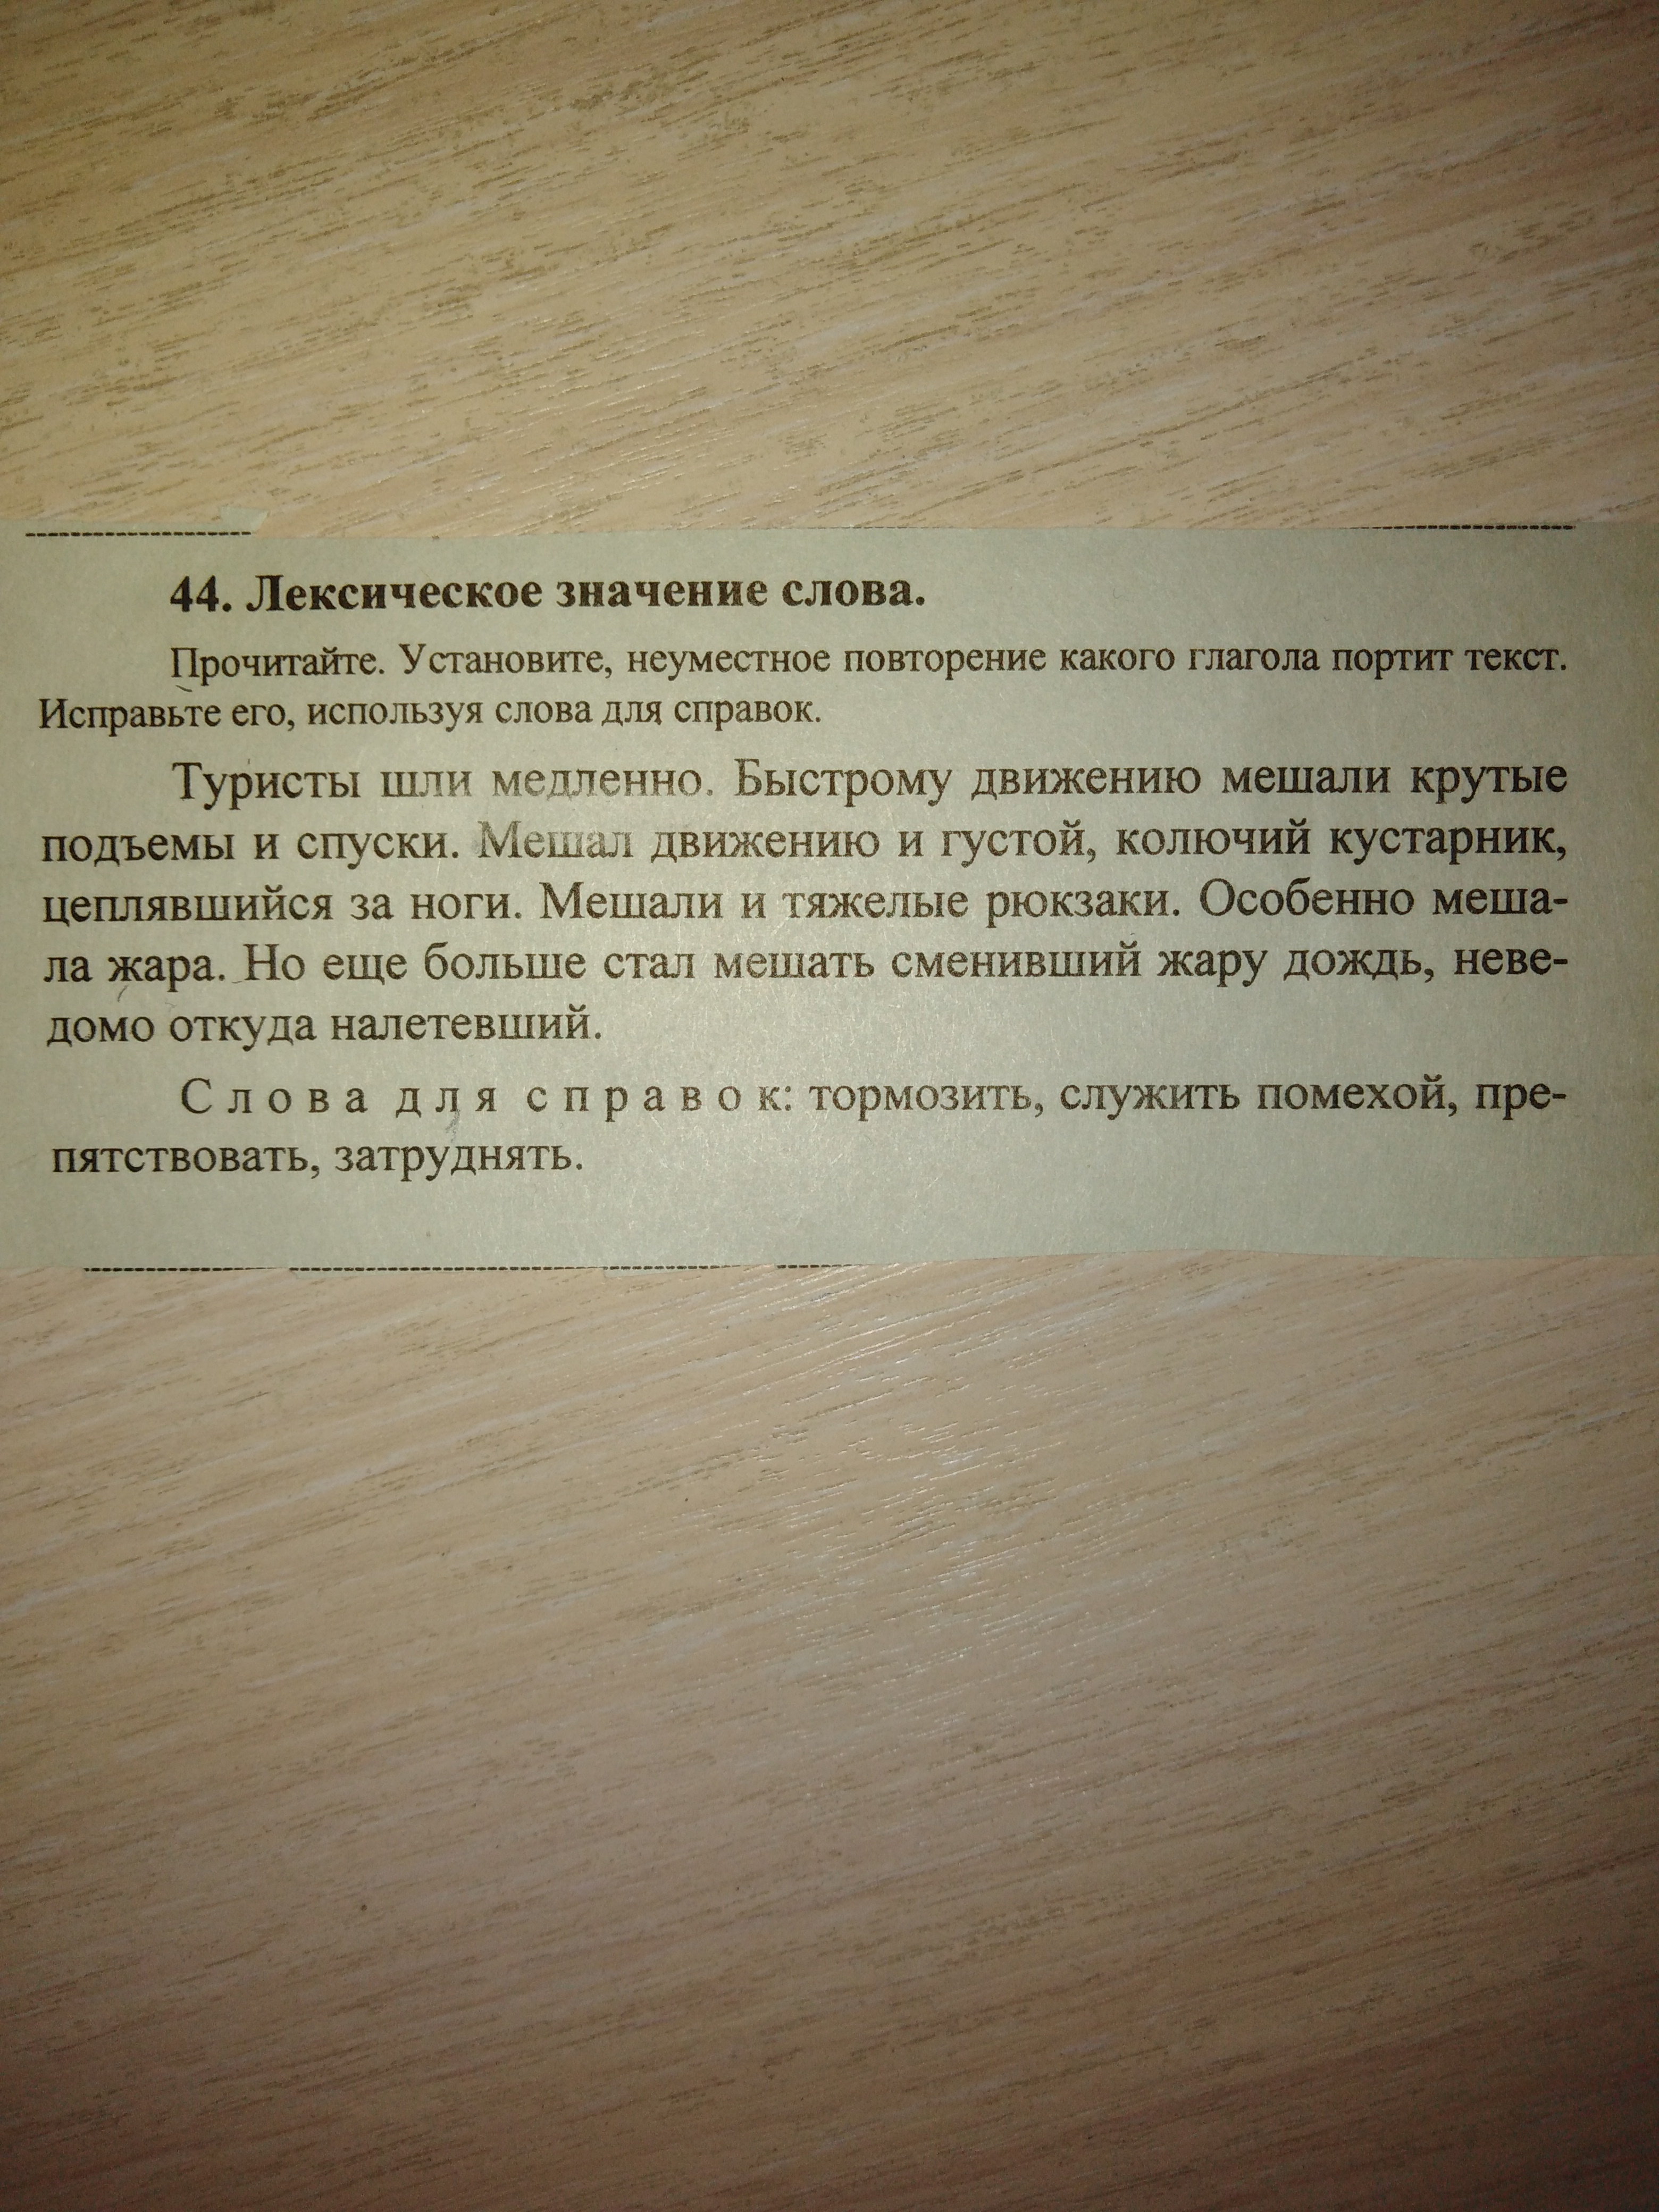 44. Лексическое значение слова.
Прочитайте. Установите, неуместное повторение какого глагола портит текст.
Исправьте его, используя слова для справок.
Туристы шли медленно. Быстрому движению мешали крутые
подъемы и спуски. Мешал движению и густой, колючий кустарник,
цеплявшийся за ноги. Мешали и тяжелые рюкзаки. Особенно меша-
ла жара. Но еще больше стал мешать сменивший жару дождь, неве-
домо откуда налетевший.
Слова для справок: тормозить, служить помехой, пре-
пятствовать, затруднять.